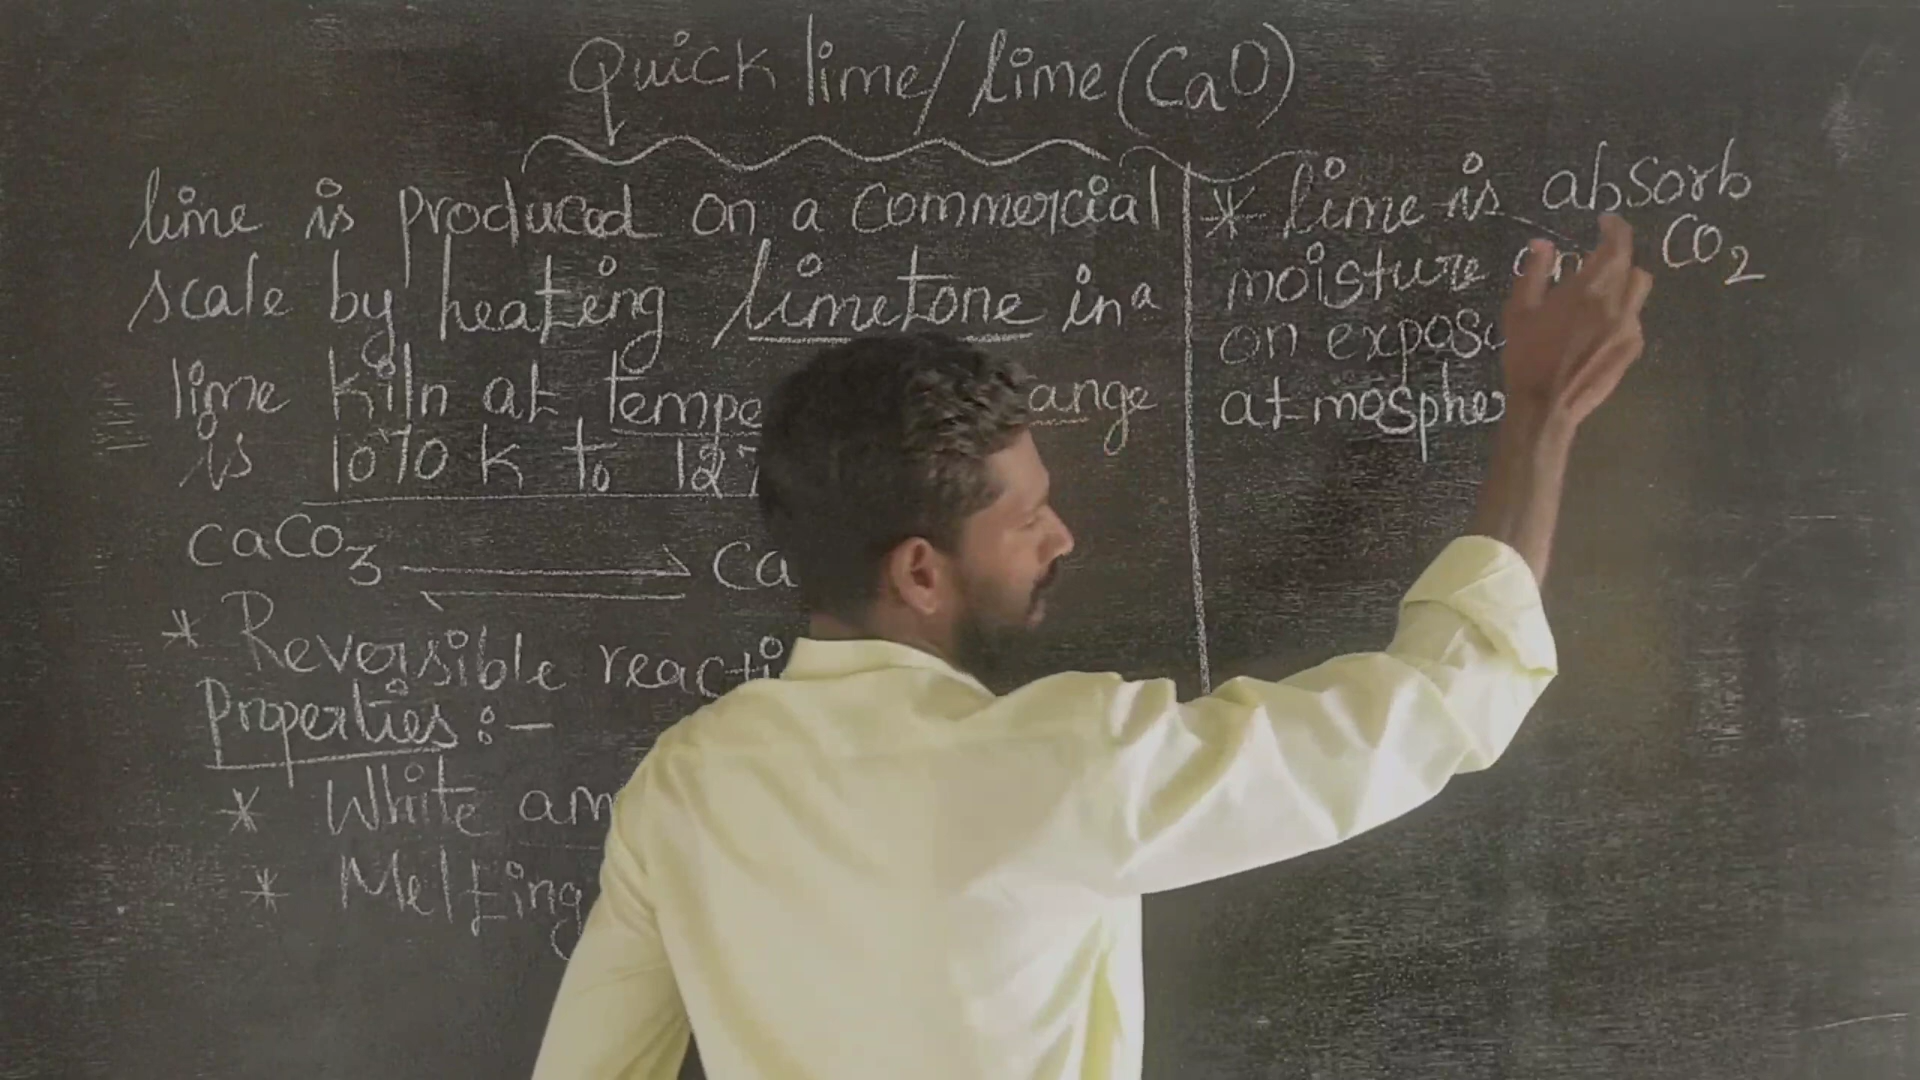 Quick lime/lime(CaO)
lime is produced on a commercial
scale by heating limetone in a
lime kiln at tempe ange
is 1070 K to 127
CaCO3 ⇌ Ca
* Reversible reacti
Properties :-
* White am
* Melting
* lime is absorb
moisture CO2
on expos
atmosphe